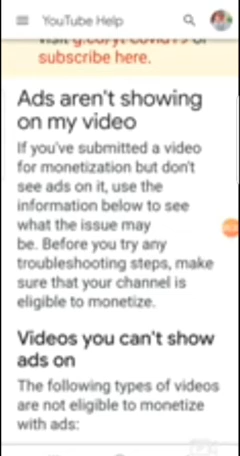 YouTube Help
subscribe here.
Ads aren't showing
on my video
If you've submitted a video
for monetization but don't
see ads on it, use the
information below to see
what the issue may
be. Before you try any
troubleshooting steps, make
sure that your channel is
eligible to monetize.
Videos you can't show
ads on
The following types of videos
are not eligible to monetize
with ads: